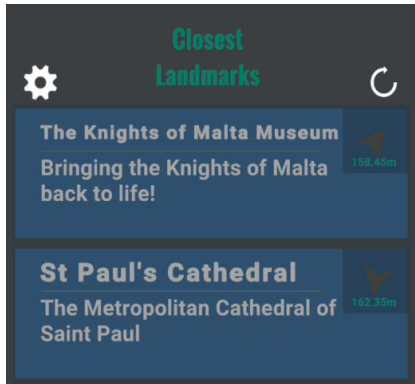 Closest
Landmarks
The Knights of Malta Museum
158.45m
Bringing the Knights of Malta
back to life!
St Paul's Cathedral
The Metropolitan Cathedral of
162.35m
Saint Paul